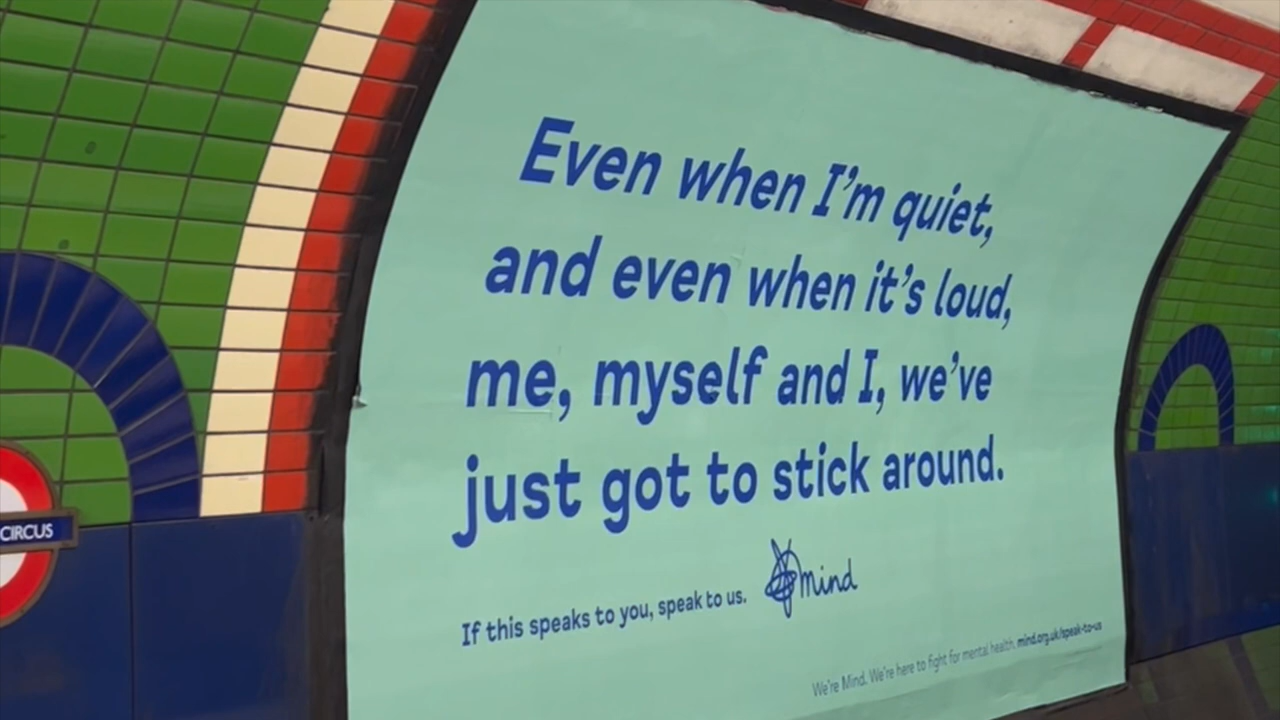 Even when I'm quiet,
and even when it's loud,
me, myself and I, we've
just got to stick around.
If this speaks to you, speak to us.
mind
We're Mind. We're here to fight for mental health. mind.org.uk/speak-to-us
CIRCUS